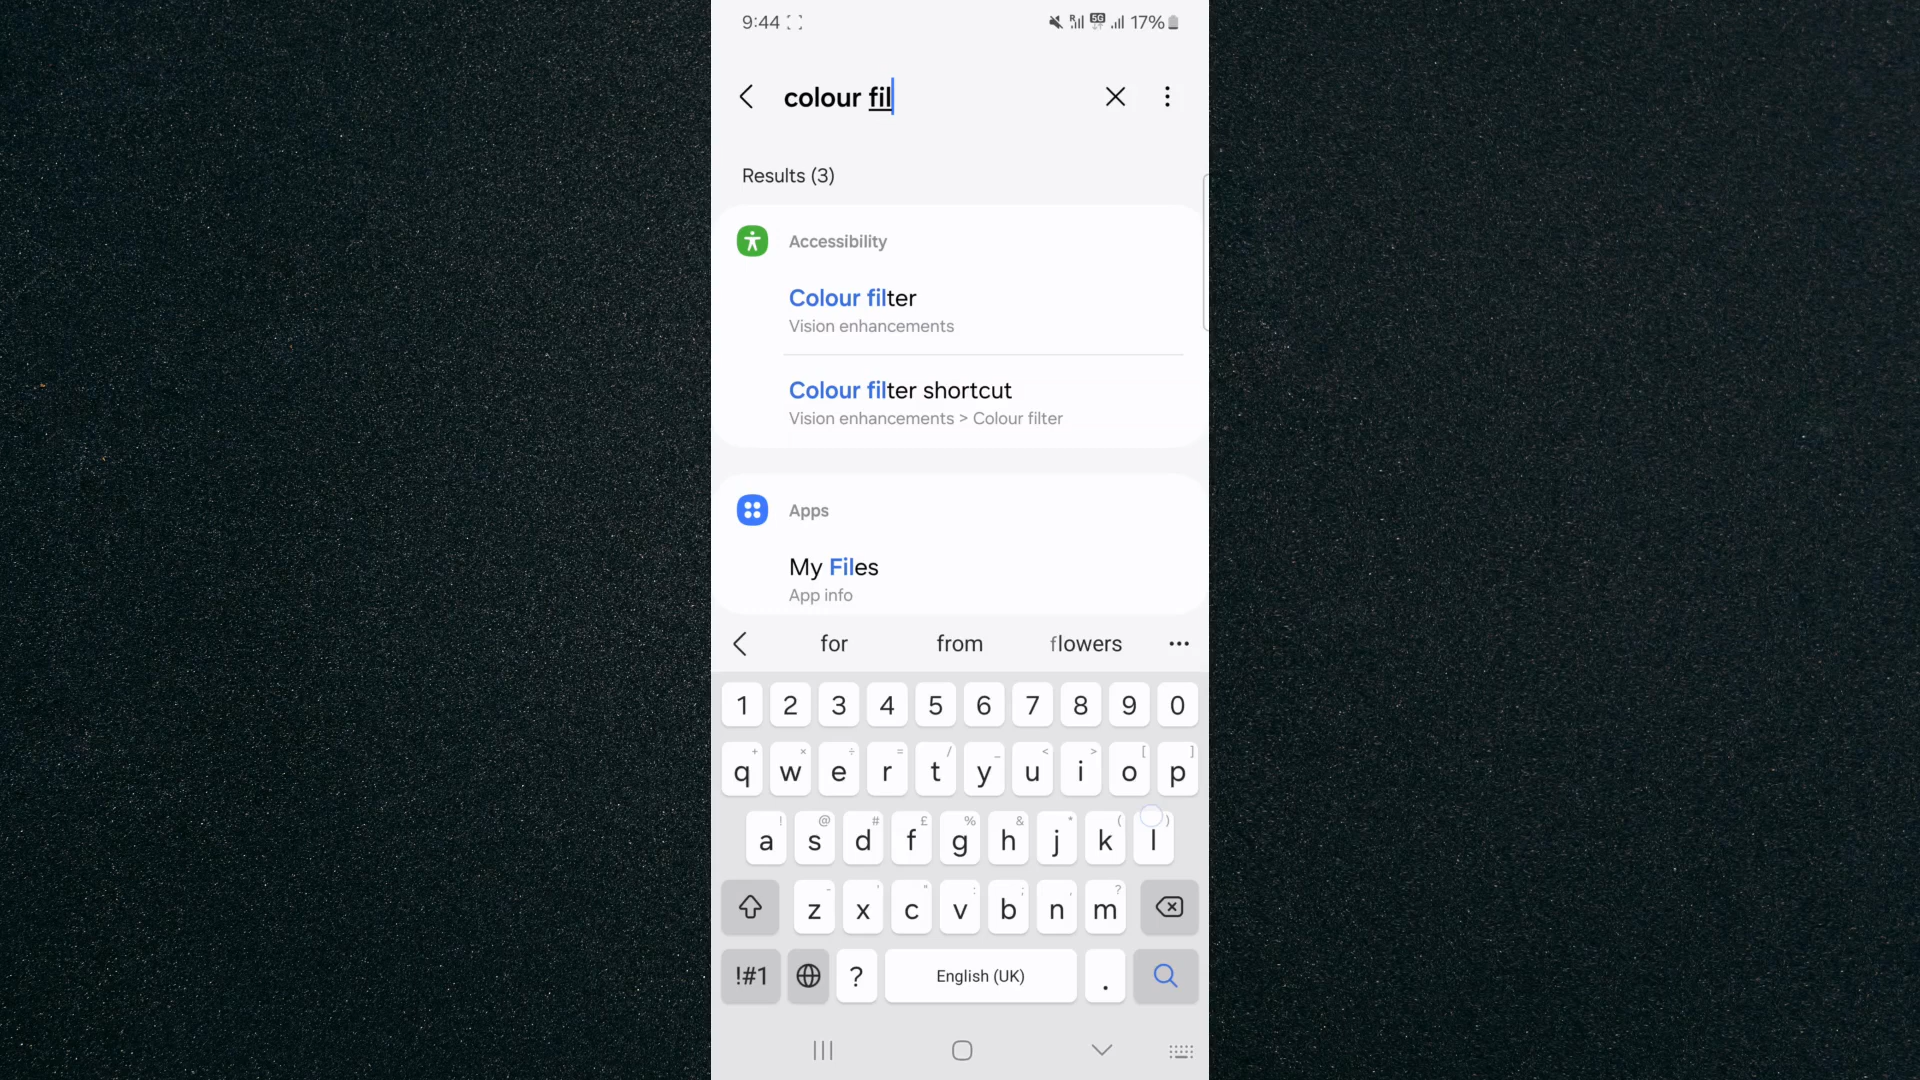 9:44 5G 17%
colour fil
Results (3)
Accessibility
Colour filter
Vision enhancements
Colour filter shortcut
Vision enhancements > Colour filter
Apps
My Files
App info
for from flowers ...
1 2 3 4 5 6 7 8 9 0
+ × ÷ = / _ < > [ ]
q w e r t y u i o p
! @ # £ % & * ( )
a s d f g h j k l
- ' " : ; , ?
z x c v b n m
!#1 ? English (UK) .